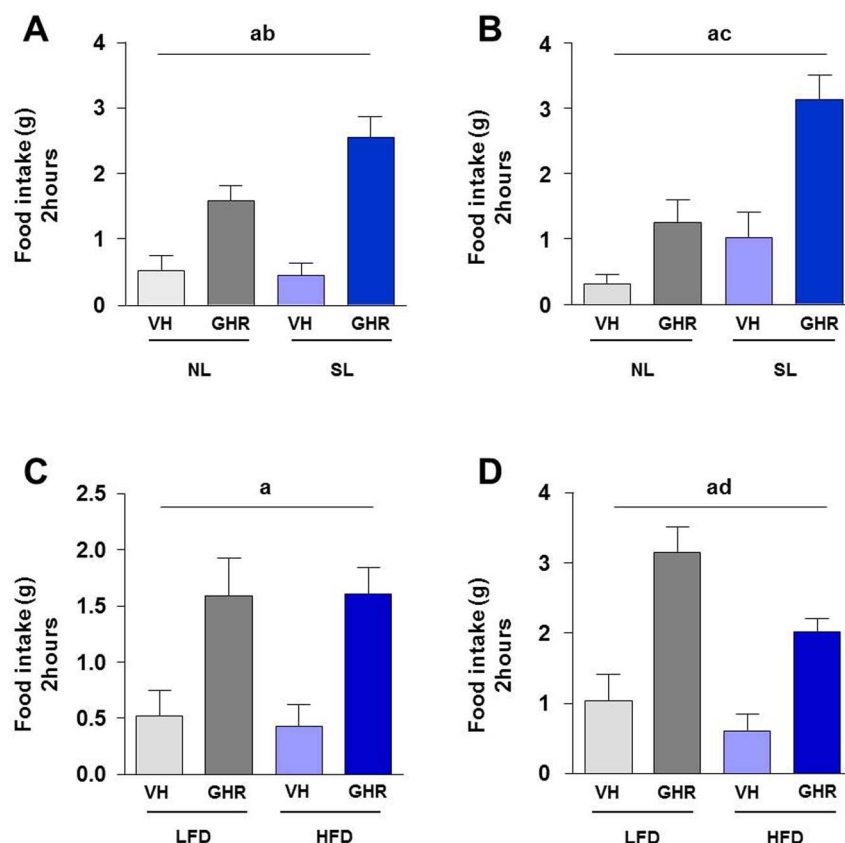 A
ab
Food intake (g)
2hours
4
3
2
1
0
VH GHR VH GHR
NL SL
B
ac
Food intake (g)
2hours
4
3
2
1
0
VH GHR VH GHR
NL SL
C
a
Food intake (g)
2hours
2.5
2.0
1.5
1.0
0.5
0.0
VH GHR VH GHR
LFD HFD
D
ad
Food intake (g)
2hours
4
3
2
1
0
VH GHR VH GHR
LFD HFD